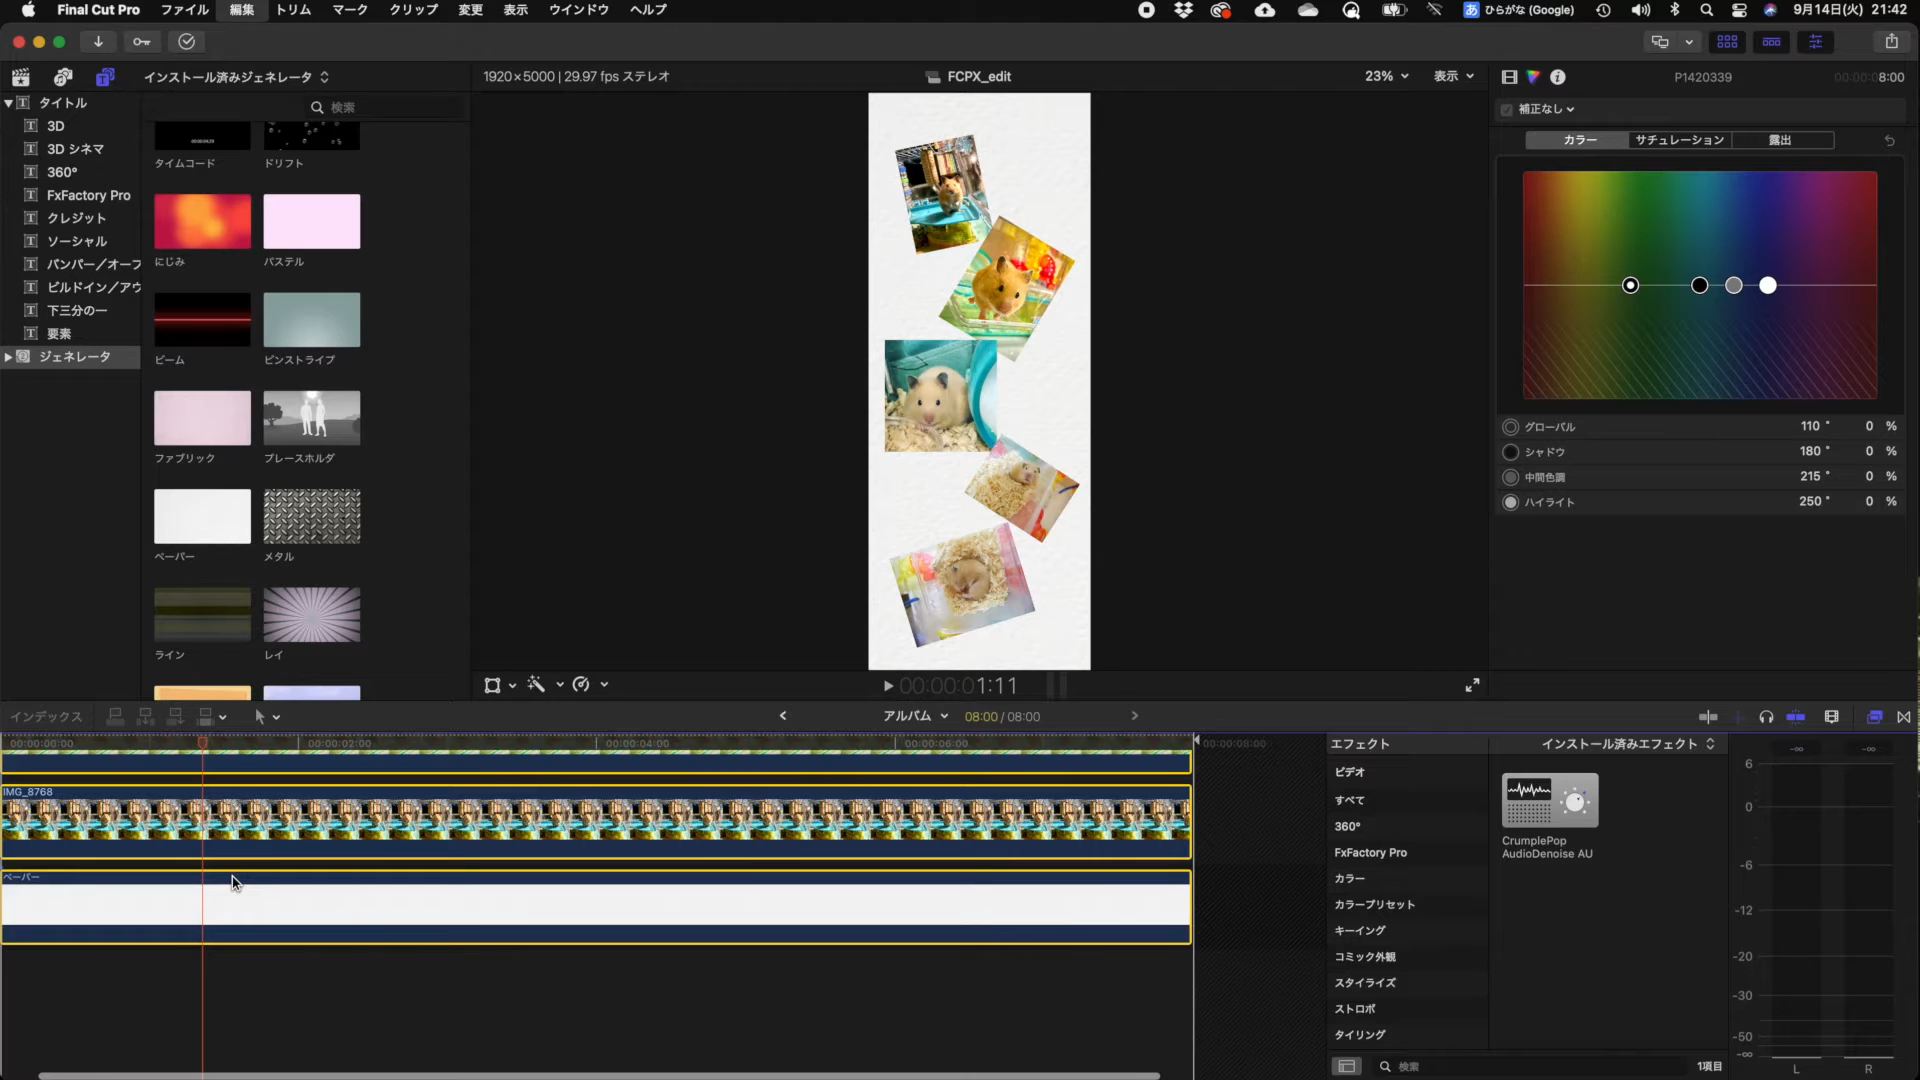 Final Cut Pro ファイル 編集 トリム マーク クリップ 変更 表示 ウインドウ ヘルプ
あ ひらがな (Google) 9月14日(火) 21:42
インストール済みジェネレータ
1920×5000 | 29.97 fps ステレオ
FCPX_edit
23% 表示
P1420339
00:00:08:00
タイトル
検索
補正なし
3D
3D シネマ
360°
FxFactory Pro
クレジット
ソーシャル
バンパー／オープ
ビルドイン／アウ
下三分の一
要素
ジェネレータ
タイムコード ドリフト
にじみ パステル
ビーム ピンストライプ
ファブリック プレースホルダ
ペーパー メタル
ライン レイ
カラー サチュレーション 露出
グローバル 110 ° 0 %
シャドウ 180 ° 0 %
中間色調 215 ° 0 %
ハイライト 250 ° 0 %
00:00:01:11
インデックス
アルバム 08:00 / 08:00
00:00:00:00 00:00:02:00 00:00:04:00 00:00:06:00 00:00:08:00
IMG_8768
ペーパー
エフェクト インストール済みエフェクト
ビデオ
すべて
360°
FxFactory Pro
カラー
カラープリセット
キーイング
コミック外観
スタイライズ
ストロボ
タイリング
CrumplePop
AudioDenoise AU
検索 1項目
-∞ -∞
6
0
-6
-12
-20
-30
-50
-∞
L R